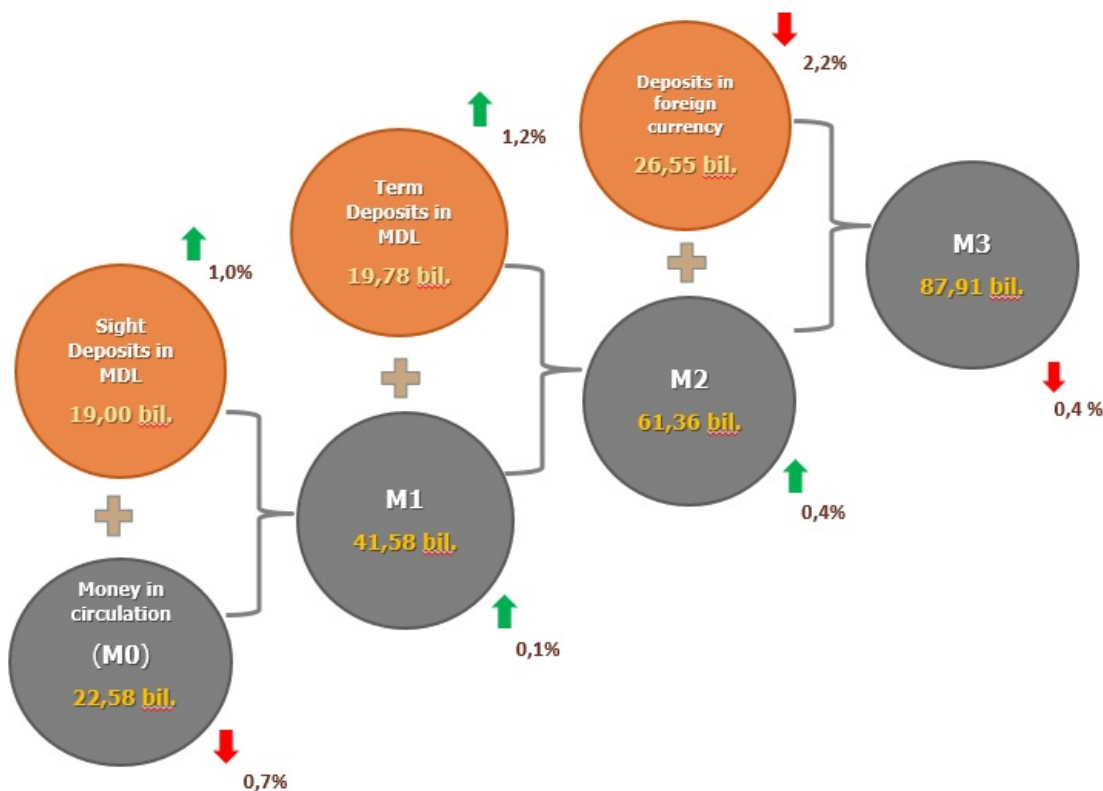 Sight
Deposits in
MDL
19,00 bil.
1,0%
Money in
circulation
(M0)
22,58 bil.
0,7%
Term
Deposits in
MDL
19,78 bil.
1,2%
M1
41,58 bil.
0,1%
Deposits in
foreign
currency
26,55 bil.
2,2%
M2
61,36 bil.
0,4%
M3
87,91 bil.
0,4 %